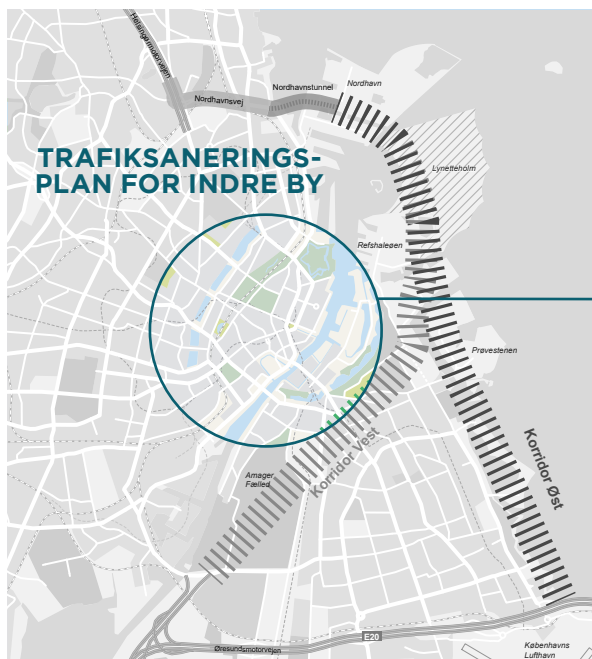 Helsingørmotorvejen
Nordhavnsvej
Nordhavnstunnel
Nordhavn
TRAFIKSANERINGS-
PLAN FOR INDRE BY
Lynetteholm
Refshaleøen
Prøvestenen
Korridor Øst
Korridor Vest
Amager
Fælled
E20
Øresundsmotorvejen
Københavns
Lufthavn